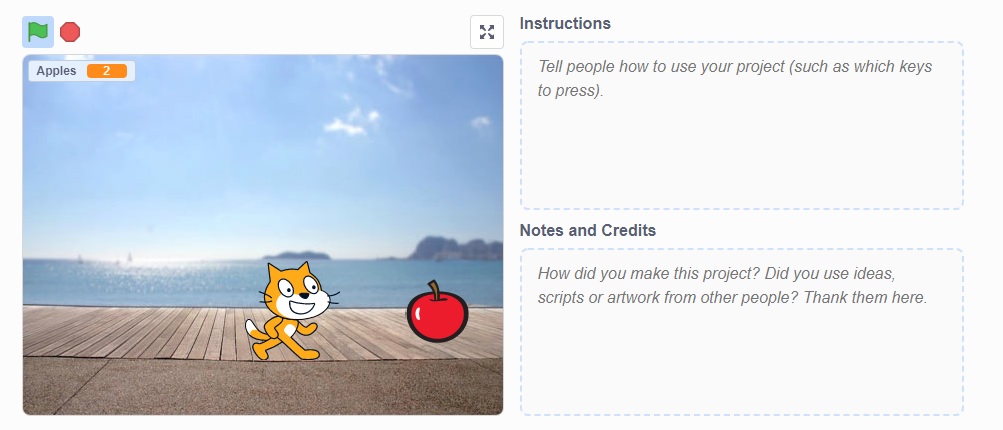 Instructions
Apples 2
Tell people how to use your project (such as which keys
to press).
Notes and Credits
How did you make this project? Did you use ideas,
scripts or artwork from other people? Thank them here.